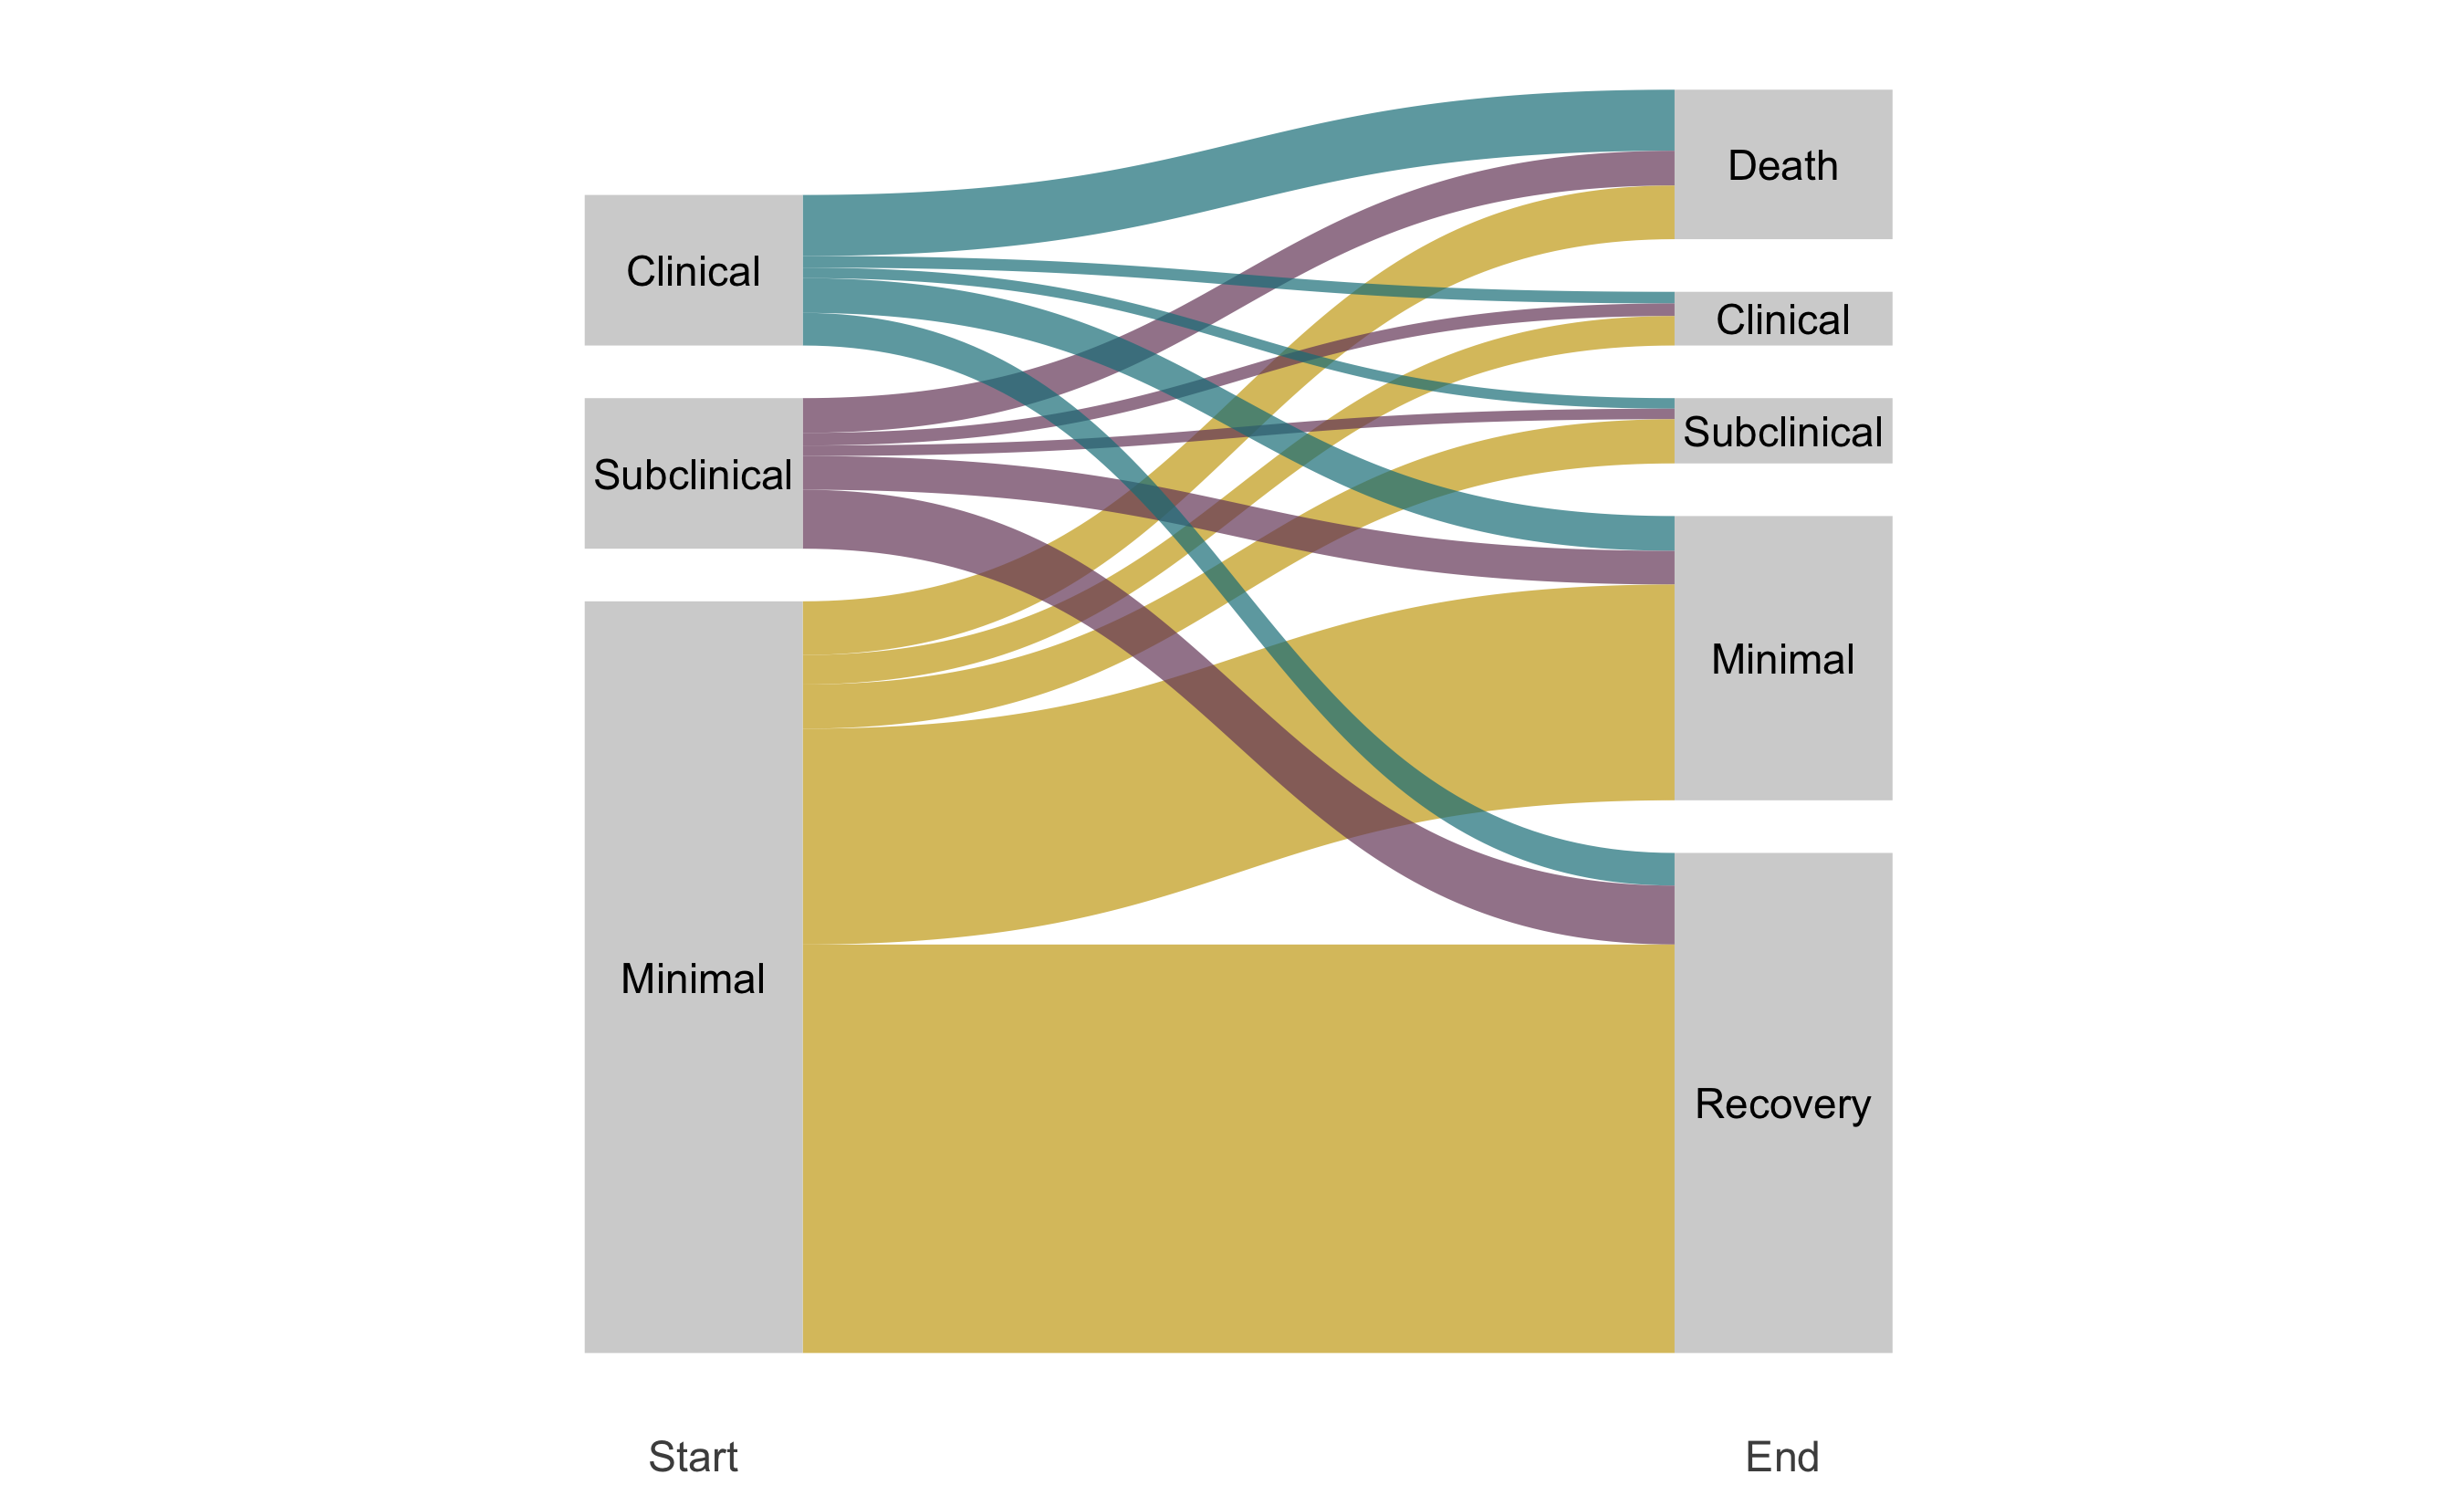 Clinical
Subclinical
Minimal
Death
Clinical
Subclinical
Minimal
Recovery
Start
End